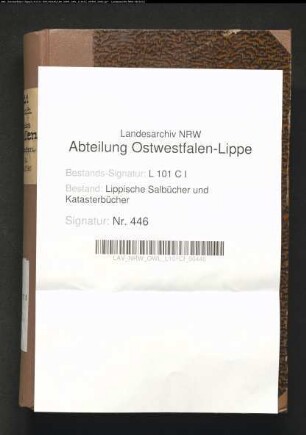 Landesarchiv NRW
Abteilung Ostwestfalen-Lippe
Bestands-Signatur: L 101 C I
Bestand: Lippische Salbücher und
Katasterbücher
Signatur: Nr. 446